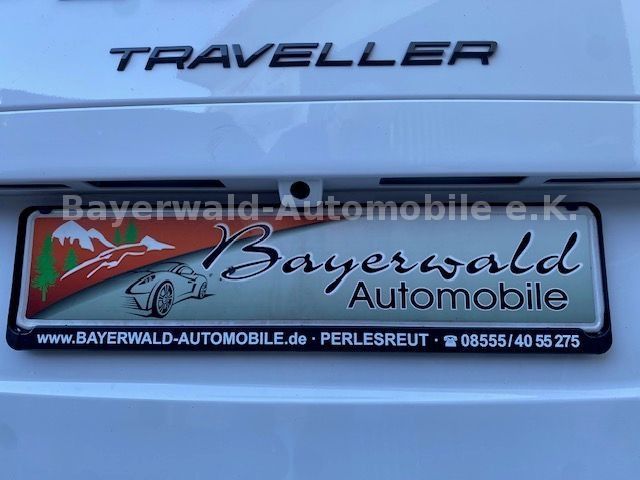 TRAVELLER
Bayerwald-Automobile e.K.
Bayerwald
Automobile
www.BAYERWALD-AUTOMOBILE.de · PERLESREUT · ☎ 08555/40 55 275